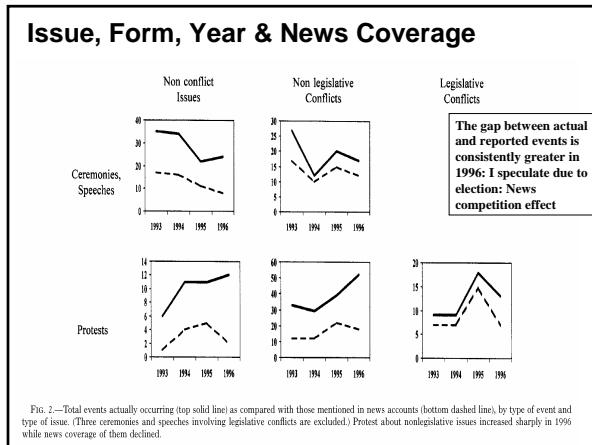 Issue, Form, Year & News Coverage
Non conflict
Issues
Non legislative
Conflicts
Legislative
Conflicts
The gap between actual
and reported events is
consistently greater in
1996: I speculate due to
election: News
competition effect
Ceremonies,
Speeches
40
30
20
10
0
1993 1994 1995 1996
30
25
20
15
10
5
0
1993 1994 1995 1996
Protests
14
12
10
8
6
4
2
0
1993 1994 1995 1996
60
50
40
30
20
10
0
1993 1994 1995 1996
20
15
10
5
0
1993 1994 1995 1996
FIG. 2.—Total events actually occurring (top solid line) as compared with those mentioned in news accounts (bottom dashed line), by type of event and
type of issue. (Three ceremonies and speeches involving legislative conflicts are excluded.) Protest about nonlegislative issues increased sharply in 1996
while news coverage of them declined.